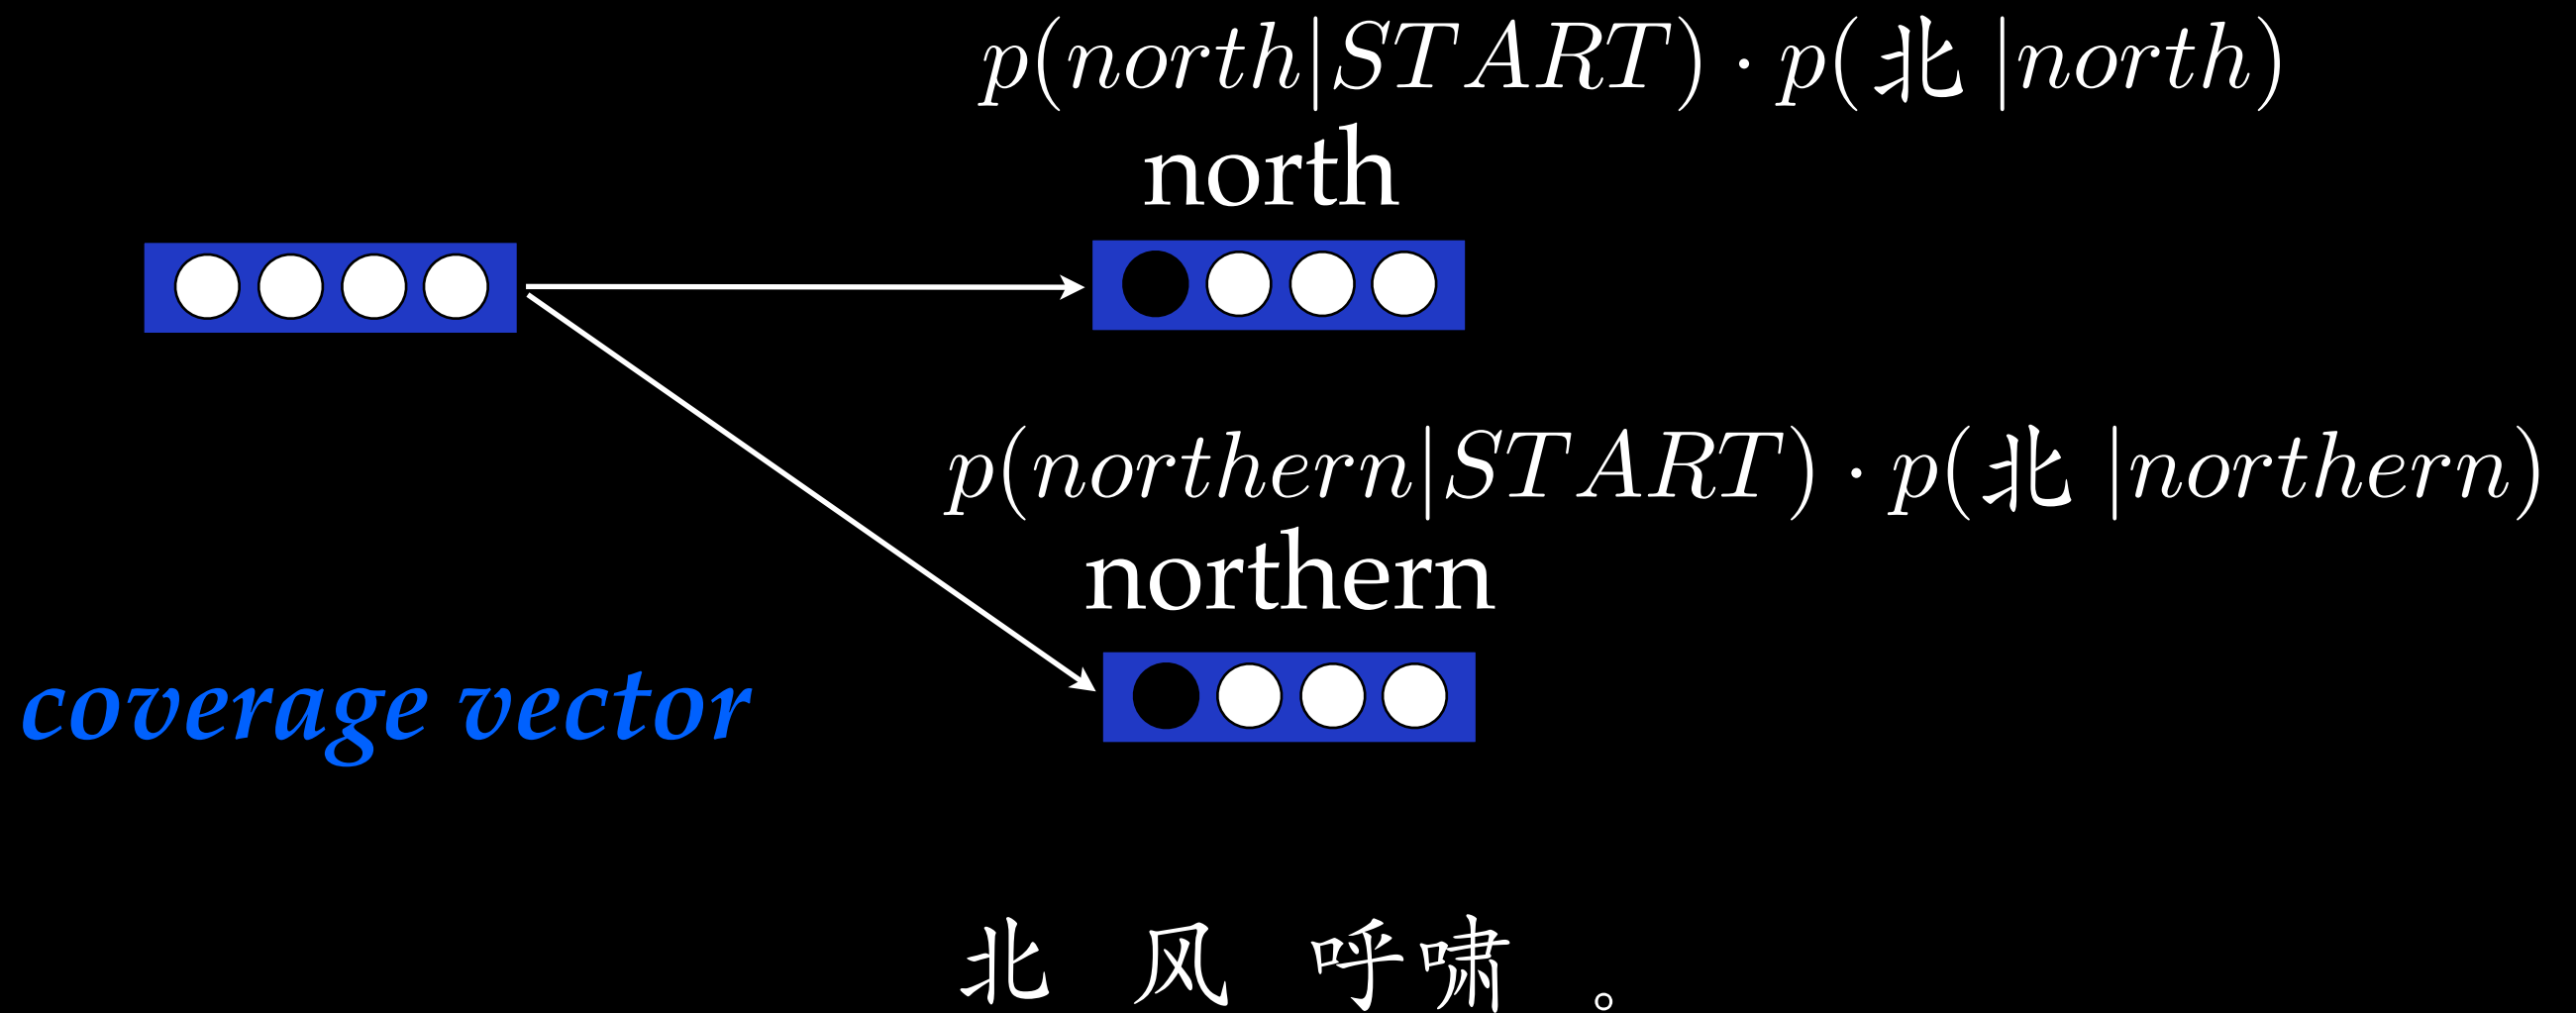 p(north|START) · p(北 |north)
north
p(northern|START) · p(北 |northern)
northern
coverage vector
北 风 呼啸 。